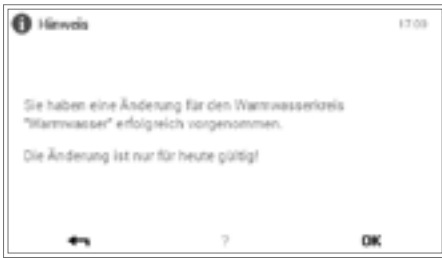 Hinweis
17:03
Sie haben eine Änderung für den Warmwasserkreis
"Warmwasser" erfolgreich vorgenommen.
Die Änderung ist nur für heute gültig!
?
OK